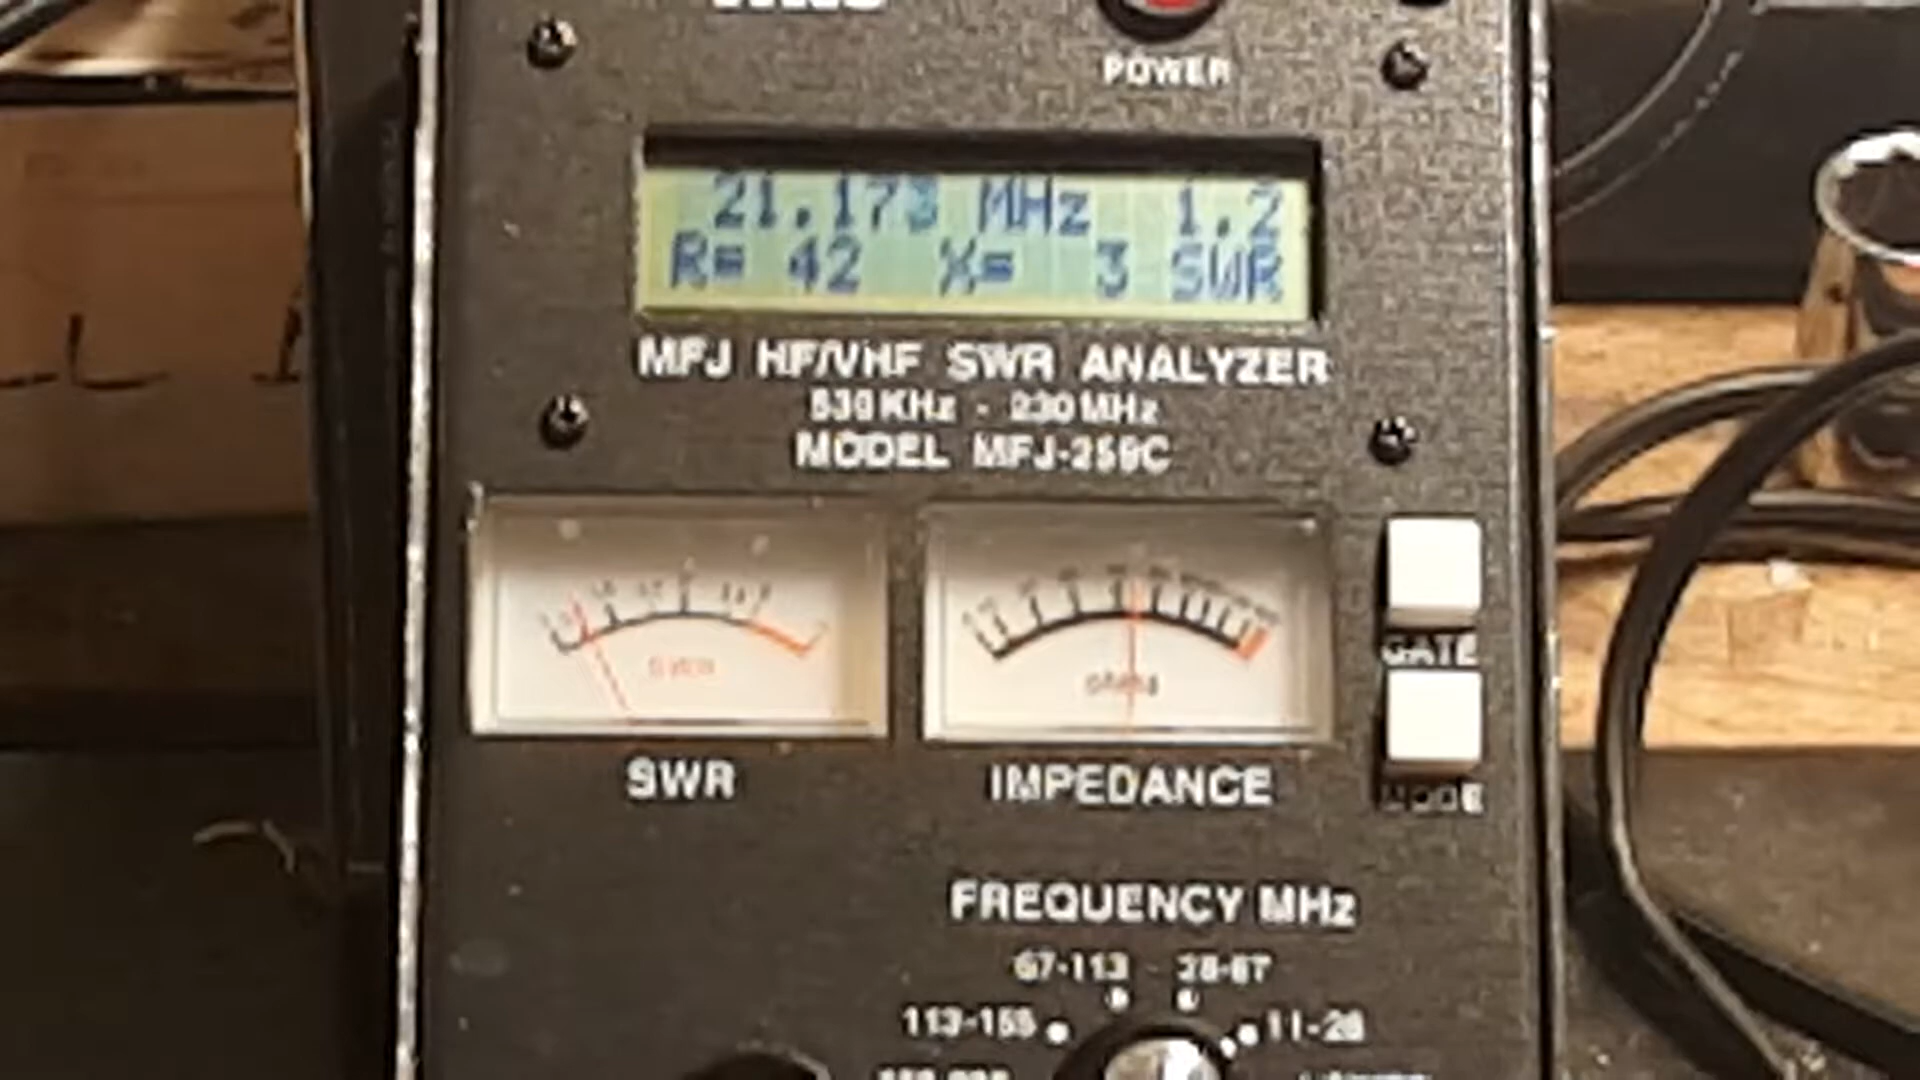 POWER
21.173 MHz 1.2
R= 42 X= 3 SWR
MFJ HF/VHF SWR ANALYZER
530KHz - 230MHz
MODEL MFJ-259C
GATE
MODE
SWR
IMPEDANCE
FREQUENCY MHz
67-113 28-67
113-155 11-28